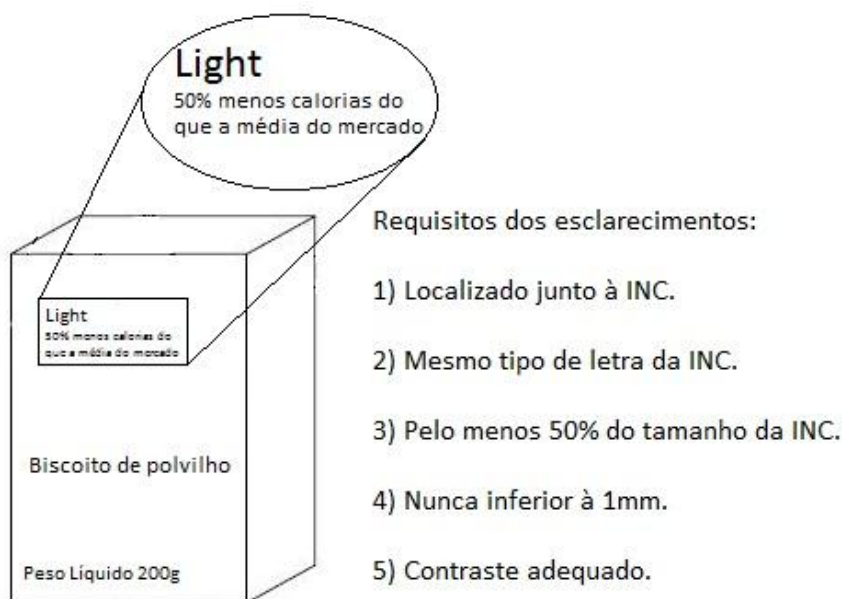 Light
50% menos calorias do
que a média do mercado
Requisitos dos esclarecimentos:
1) Localizado junto à INC.
Light
50% menos calorias do
que a média do mercado
2) Mesmo tipo de letra da INC.
3) Pelo menos 50% do tamanho da INC.
Biscoito de polvilho
4) Nunca inferior à 1mm.
Peso Líquido 200g
5) Contraste adequado.